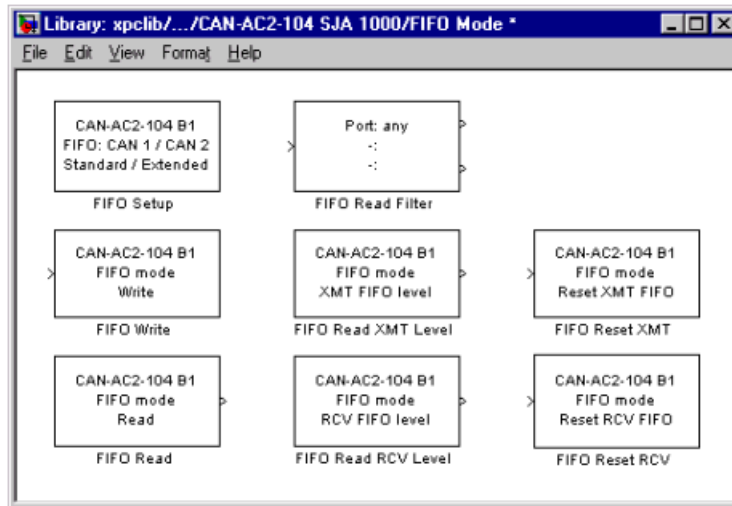 Library: xpclib/.../CAN-AC2-104 SJA 1000/FIFO Mode *
File Edit View Format Help
CAN-AC2-104 B1
FIFO: CAN 1 / CAN 2
Standard / Extended
FIFO Setup
Port: any
-:
-:
FIFO Read Filter
CAN-AC2-104 B1
FIFO mode
Write
FIFO Write
CAN-AC2-104 B1
FIFO mode
XMT FIFO level
FIFO Read XMT Level
CAN-AC2-104 B1
FIFO mode
Reset XMT FIFO
FIFO Reset XMT
CAN-AC2-104 B1
FIFO mode
Read
FIFO Read
CAN-AC2-104 B1
FIFO mode
RCV FIFO level
FIFO Read RCV Level
CAN-AC2-104 B1
FIFO mode
Reset RCV FIFO
FIFO Reset RCV